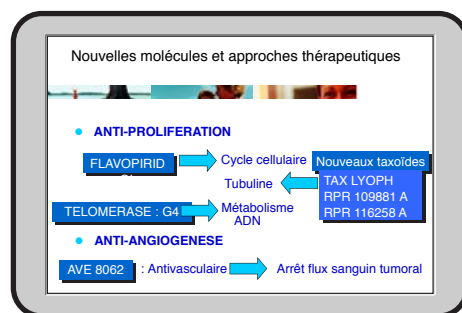 Nouvelles molécules et approches thérapeutiques
ANTI-PROLIFERATION
FLAVOPIRID
Cycle cellulaire
Nouveaux taxoïdes
Tubuline
TAX LYOPH
RPR 109881 A
RPR 116258 A
TELOMERASE : G4
Métabolisme
ADN
ANTI-ANGIOGENESE
AVE 8062 : Antivasculaire
Arrêt flux sanguin tumoral